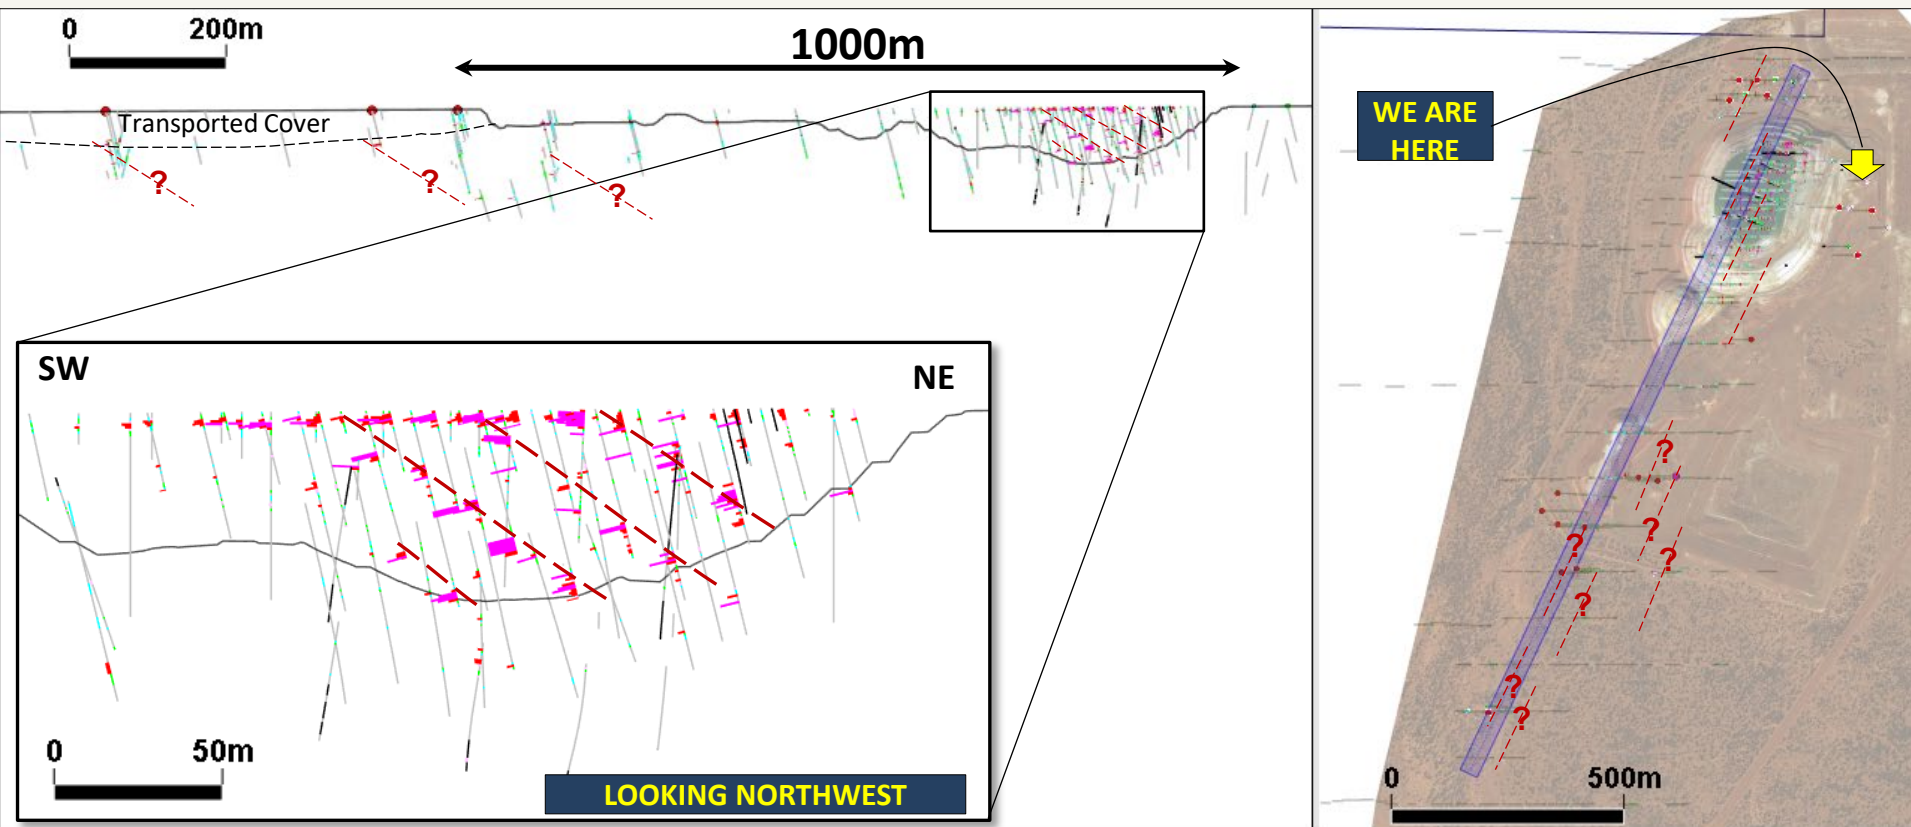 0 200m
1000m
Transported Cover
?
?
?
SW
NE
0 50m
LOOKING NORTHWEST
WE ARE
HERE
?
?
?
?
?
?
?
0 500m